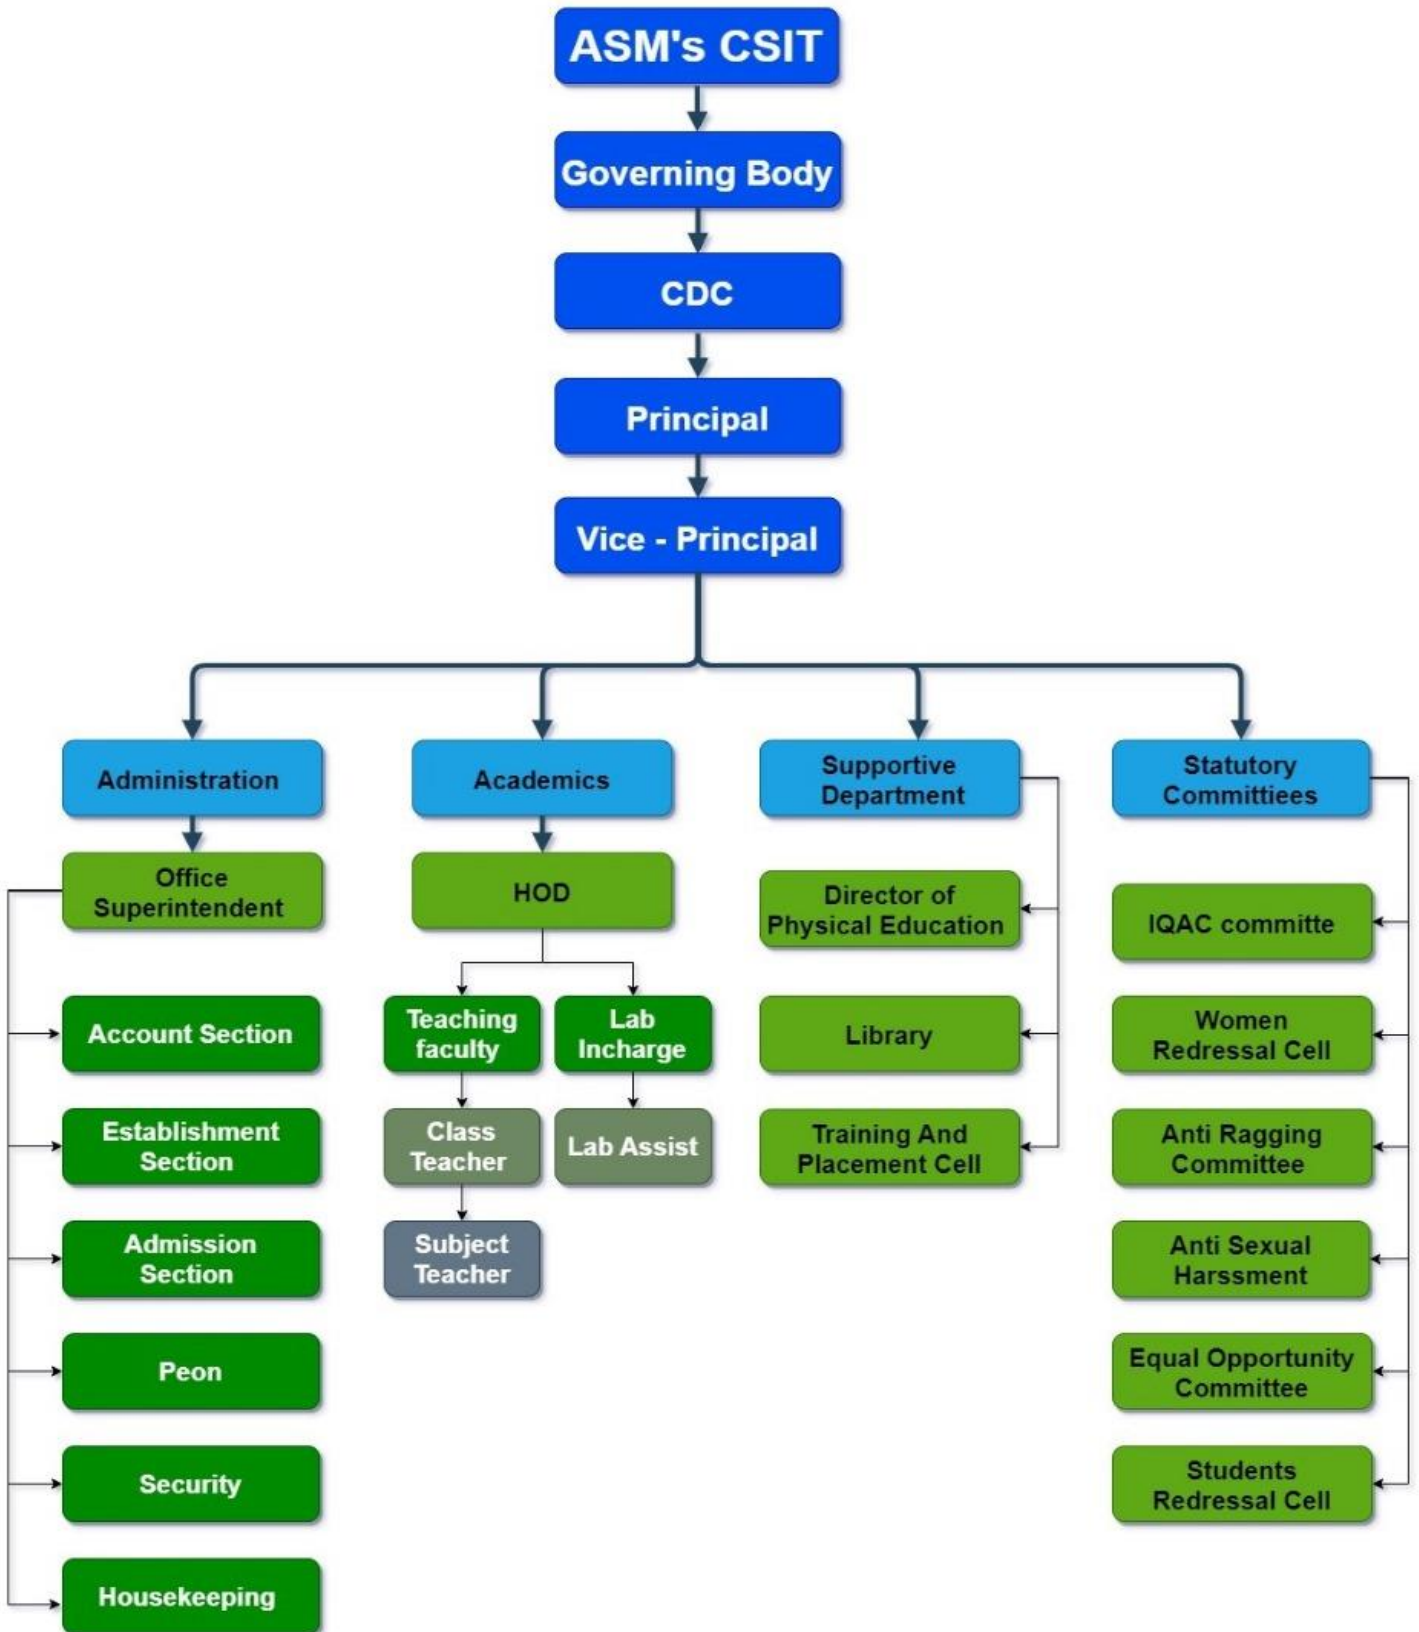 ASM's CSIT
Governing Body
CDC
Principal
Vice - Principal
Administration
Academics
Supportive
Department
Statutory
Committiees
Office
Superintendent
HOD
Director of
Physical Education
IQAC committe
Account Section
Teaching
faculty
Lab
Incharge
Library
Women
Redressal Cell
Establishment
Section
Class
Teacher
Lab Assist
Training And
Placement Cell
Anti Ragging
Committee
Admission
Section
Subject
Teacher
Anti Sexual
Harssment
Peon
Equal Opportunity
Committee
Security
Students
Redressal Cell
Housekeeping